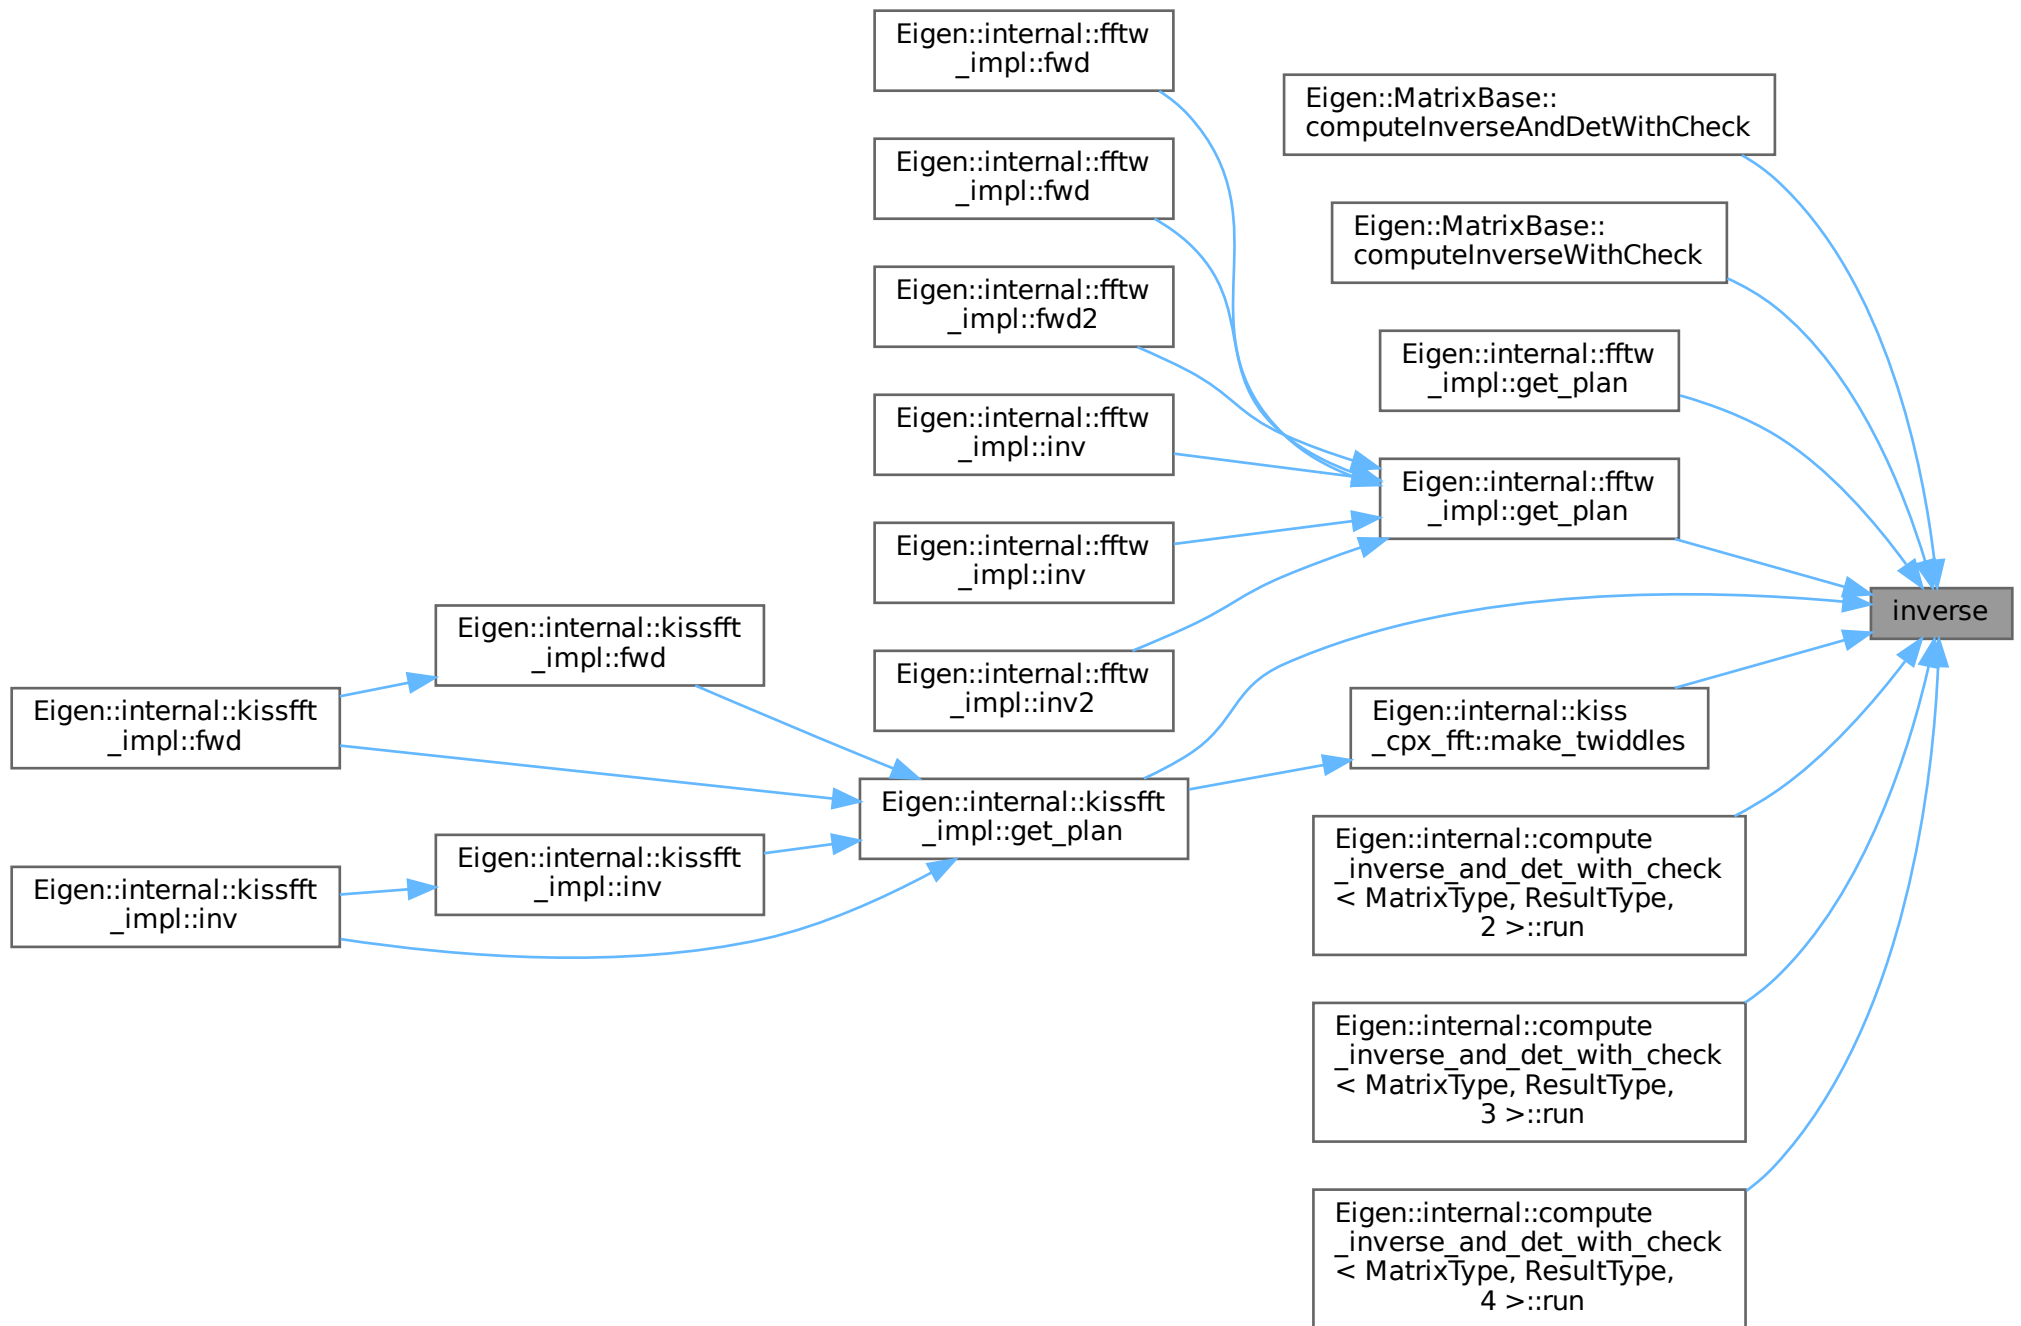 Eigen::internal::fftw
_impl::fwd
Eigen::MatrixBase::
computeInverseAndDetWithCheck
Eigen::internal::fftw
_impl::fwd
Eigen::MatrixBase::
computeInverseWithCheck
Eigen::internal::fftw
_impl::fwd2
Eigen::internal::fftw
_impl::get_plan
Eigen::internal::fftw
_impl::inv
Eigen::internal::fftw
_impl::get_plan
Eigen::internal::fftw
_impl::inv
inverse
Eigen::internal::kissfft
_impl::fwd
Eigen::internal::fftw
_impl::inv2
Eigen::internal::kissfft
_impl::fwd
Eigen::internal::kiss
_cpx_fft::make_twiddles
Eigen::internal::kissfft
_impl::get_plan
Eigen::internal::kissfft
_impl::inv
Eigen::internal::kissfft
_impl::inv
Eigen::internal::compute
_inverse_and_det_with_check
< MatrixType, ResultType,
2 >::run
Eigen::internal::compute
_inverse_and_det_with_check
< MatrixType, ResultType,
3 >::run
Eigen::internal::compute
_inverse_and_det_with_check
< MatrixType, ResultType,
4 >::run